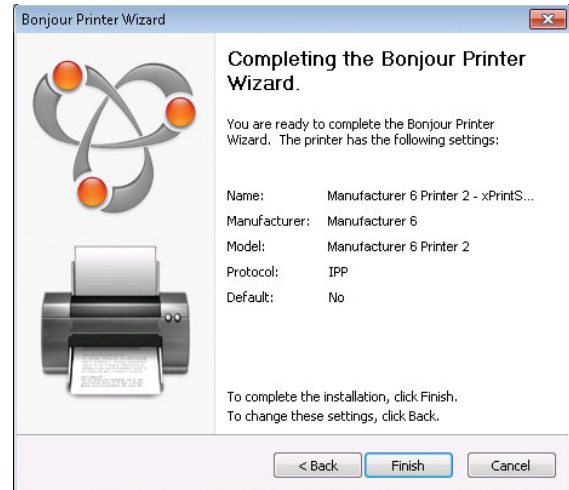 Bonjour Printer Wizard
Completing the Bonjour Printer
Wizard.
You are ready to complete the Bonjour Printer
Wizard. The printer has the following settings:
Name: Manufacturer 6 Printer 2 - xPrintS...
Manufacturer: Manufacturer 6
Model: Manufacturer 6 Printer 2
Protocol: IPP
Default: No
To complete the installation, click Finish.
To change these settings, click Back.
< Back Finish Cancel